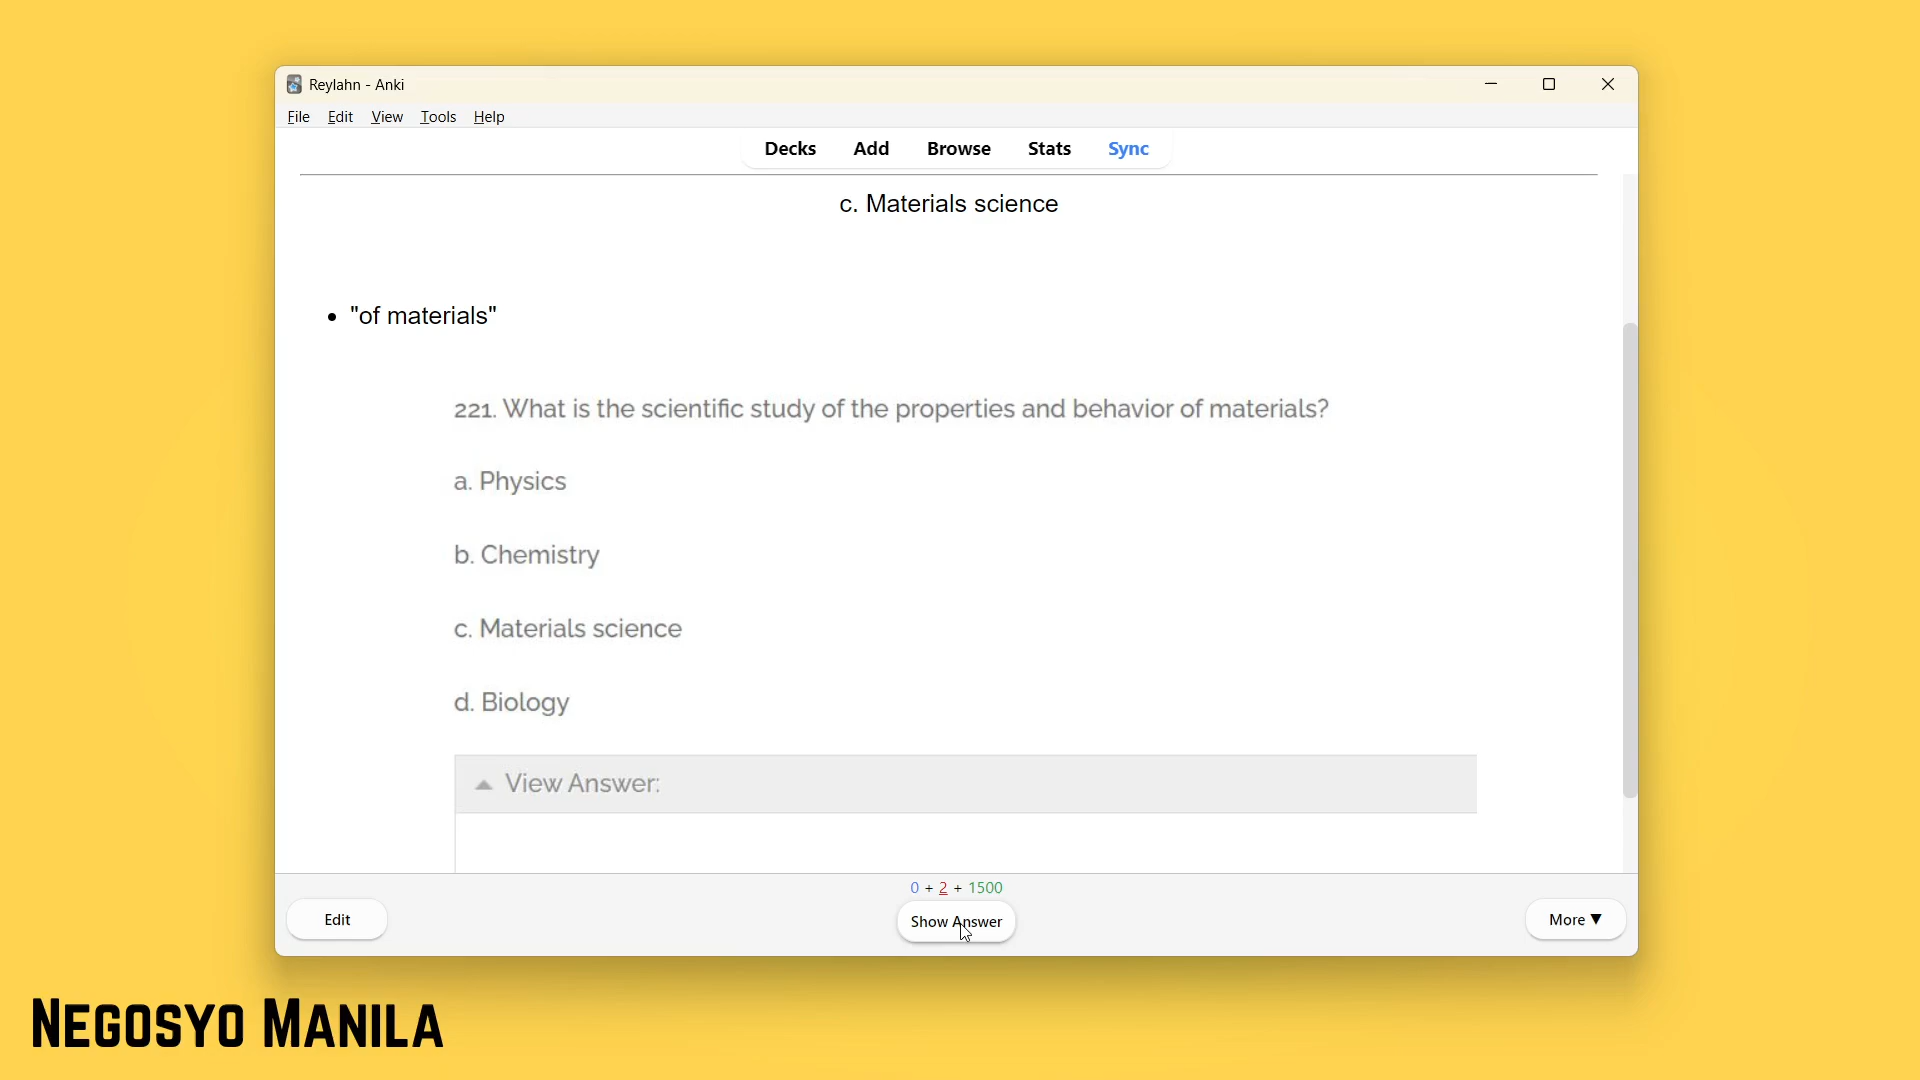 Reylahn - Anki
File Edit View Tools Help
Decks Add Browse Stats Sync
c. Materials science
• "of materials"
221. What is the scientific study of the properties and behavior of materials?
a. Physics
b. Chemistry
c. Materials science
d. Biology
View Answer:
0 + 2 + 1500
Edit
Show Answer
More ▼
NEGOSYO MANILA